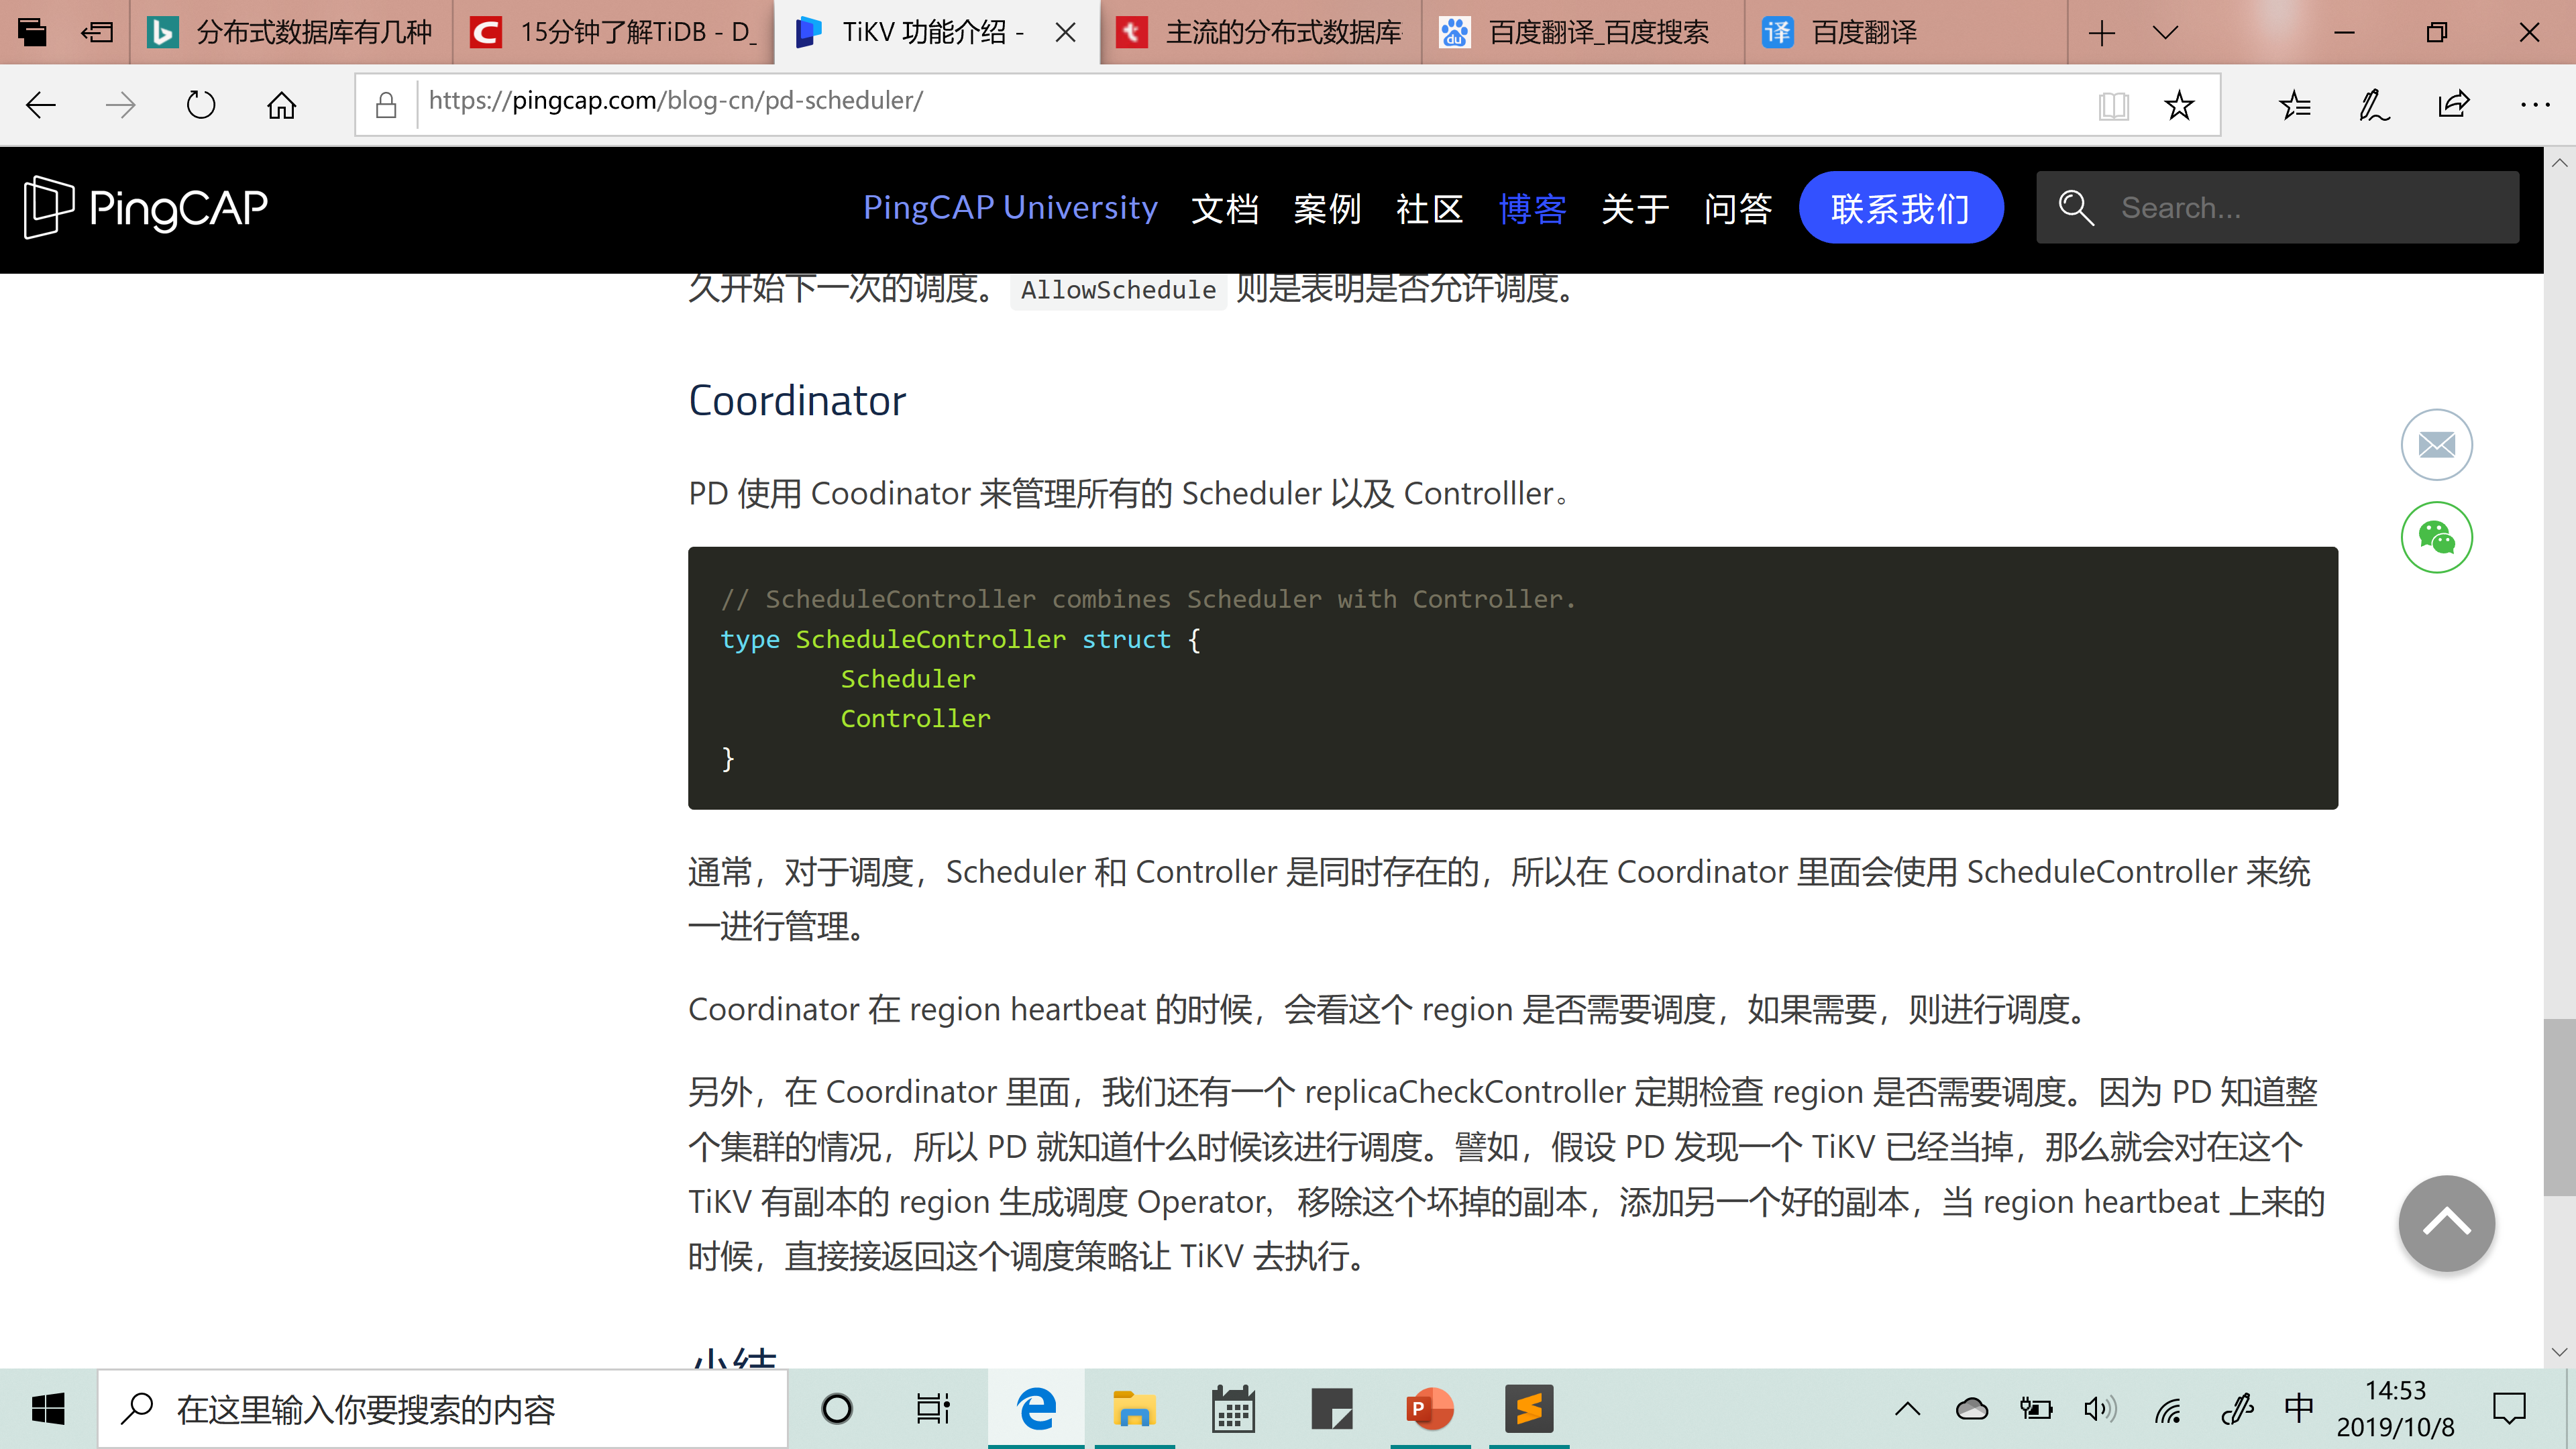 分布式数据库有几种
15分钟了解TiDB - D_
TiKV 功能介绍 -
主流的分布式数据库
百度翻译_百度搜索
译 百度翻译
https://pingcap.com/blog-cn/pd-scheduler/
PingCAP
PingCAP University 文档 案例 社区 博客 关于 问答 联系我们 Search...
久开始下一次的调度。 AllowSchedule 则是表明是否允许调度。
Coordinator
PD 使用 Coodinator 来管理所有的 Scheduler 以及 Controlller。
// ScheduleController combines Scheduler with Controller.
type ScheduleController struct {
Scheduler
Controller
}
通常，对于调度，Scheduler 和 Controller 是同时存在的，所以在 Coordinator 里面会使用 ScheduleController 来统
一进行管理。
Coordinator 在 region heartbeat 的时候，会看这个 region 是否需要调度，如果需要，则进行调度。
另外，在 Coordinator 里面，我们还有一个 replicaCheckController 定期检查 region 是否需要调度。因为 PD 知道整
个集群的情况，所以 PD 就知道什么时候该进行调度。譬如，假设 PD 发现一个 TiKV 已经当掉，那么就会对在这个
TiKV 有副本的 region 生成调度 Operator，移除这个坏掉的副本，添加另一个好的副本，当 region heartbeat 上来的
时候，直接接返回这个调度策略让 TiKV 去执行。
小结
在这里输入你要搜索的内容
中
14:53
2019/10/8